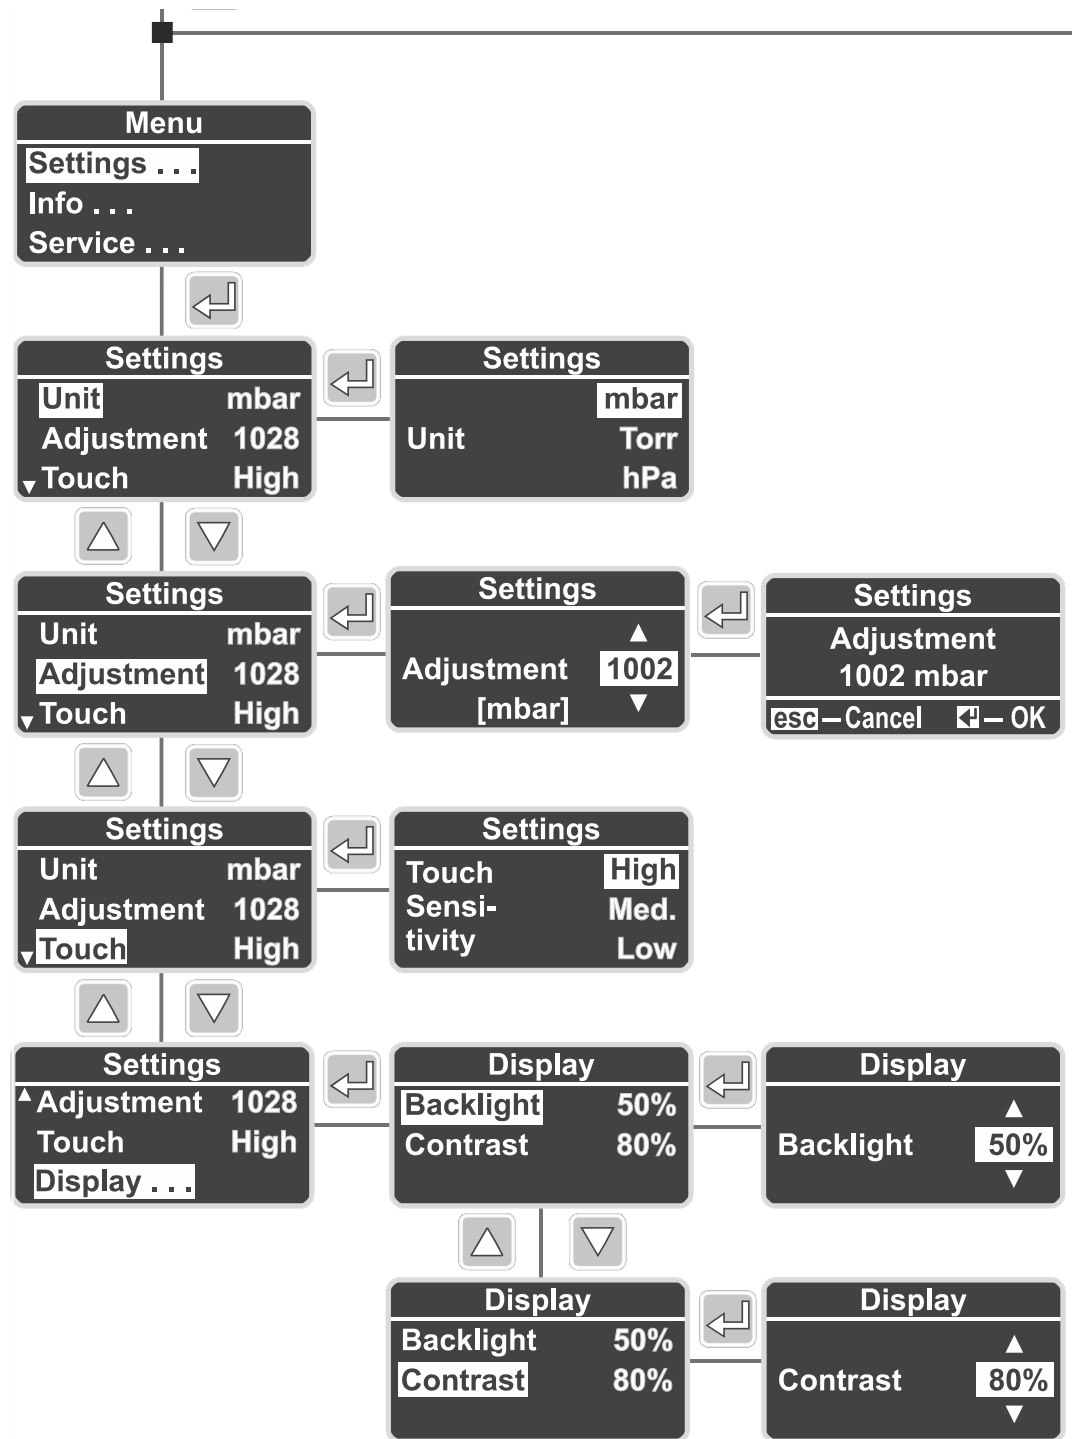 Menu
Settings . . .
Info . . .
Service . . .
Settings
Unit mbar
Adjustment 1028
Touch High
Settings
mbar
Unit Torr
hPa
Settings
Unit mbar
Adjustment 1028
Touch High
Settings
Adjustment 1002
[mbar]
Settings
Adjustment
1002 mbar
esc – Cancel – OK
Settings
Unit mbar
Adjustment 1028
Touch High
Settings
Touch High
Sensi- Med.
tivity Low
Settings
Adjustment 1028
Touch High
Display . . .
Display
Backlight 50%
Contrast 80%
Display
Backlight 50%
Display
Backlight 50%
Contrast 80%
Display
Contrast 80%